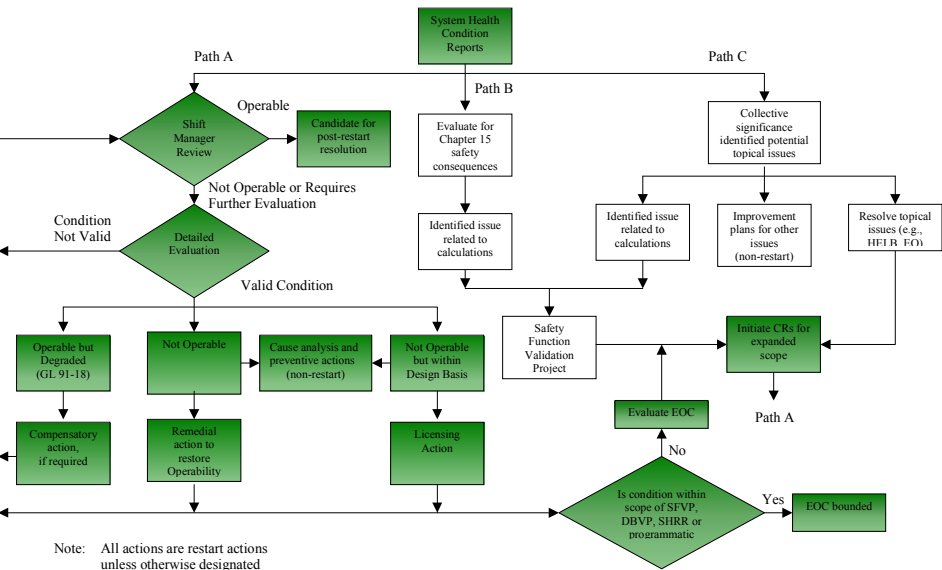 System Health
Condition
Reports
Path A
Path B
Path C
Shift
Manager
Review
Operable
Candidate for
post-restart
resolution
Evaluate for
Chapter 15
safety
consequences
Collective
significance
identified potential
topical issues
Not Operable or Requires
Further Evaluation
Condition
Not Valid
Detailed
Evaluation
Identified issue
related to
calculations
Identified issue
related to
calculations
Improvement
plans for other
issues
(non-restart)
Resolve topical
issues (e.g.,
HELB, EQ)
Valid Condition
Operable but
Degraded
(GL 91-18)
Not Operable
Cause analysis and
preventive actions
(non-restart)
Not Operable
but within
Design Basis
Safety
Function
Validation
Project
Initiate CRs for
expanded
scope
Path A
Compensatory
action,
if required
Remedial
action to
restore
Operability
Licensing
Action
Evaluate EOC
No
Is condition within
scope of SFVP,
DBVP, SHRR or
programmatic
Yes
EOC bounded
Note: All actions are restart actions
unless otherwise designated